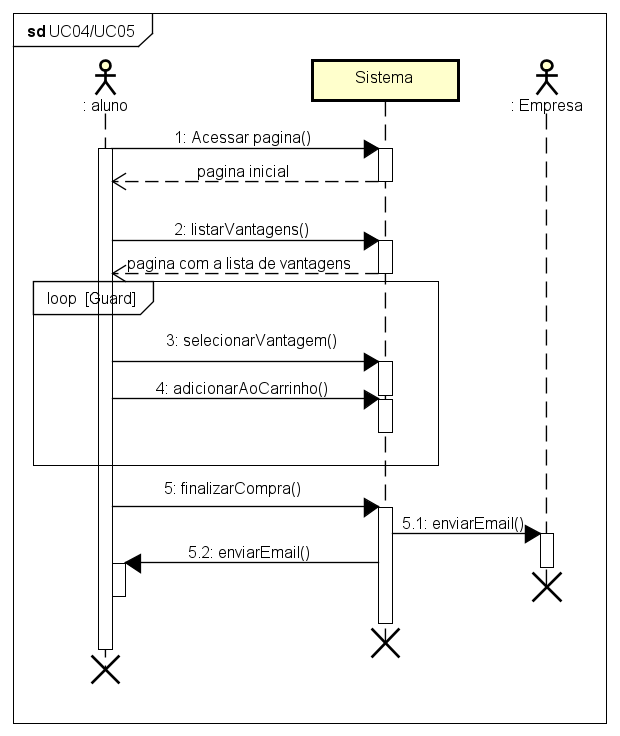 sd UC04/UC05
: aluno
Sistema
: Empresa
1: Acessar pagina()
pagina inicial
2: listarVantagens()
pagina com a lista de vantagens
loop [Guard]
3: selecionarVantagem()
4: adicionarAoCarrinho()
5: finalizarCompra()
5.1: enviarEmail()
5.2: enviarEmail()